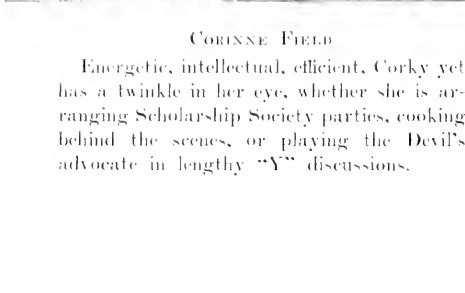 CORINNE FIELD
Energetic, intellectual, efficient, Corky yet
has a twinkle in her eye, whether she is ar-
ranging Scholarship Society parties, cooking
behind the scenes, or playing the Devil's
advocate in lengthy "Y" discussions.